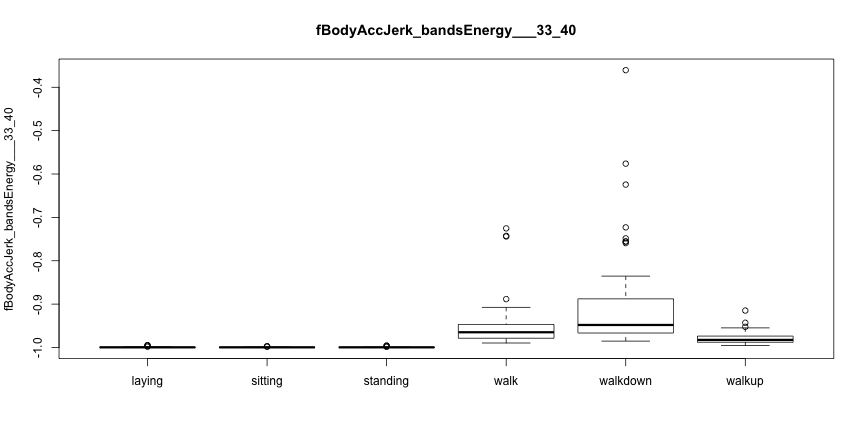 fBodyAccJerk_bandsEnergy___33_40
fBodyAccJerk_bandsEnergy___33_40
-0.4
-0.5
-0.6
-0.7
-0.8
-0.9
-1.0
laying sitting standing walk walkdown walkup